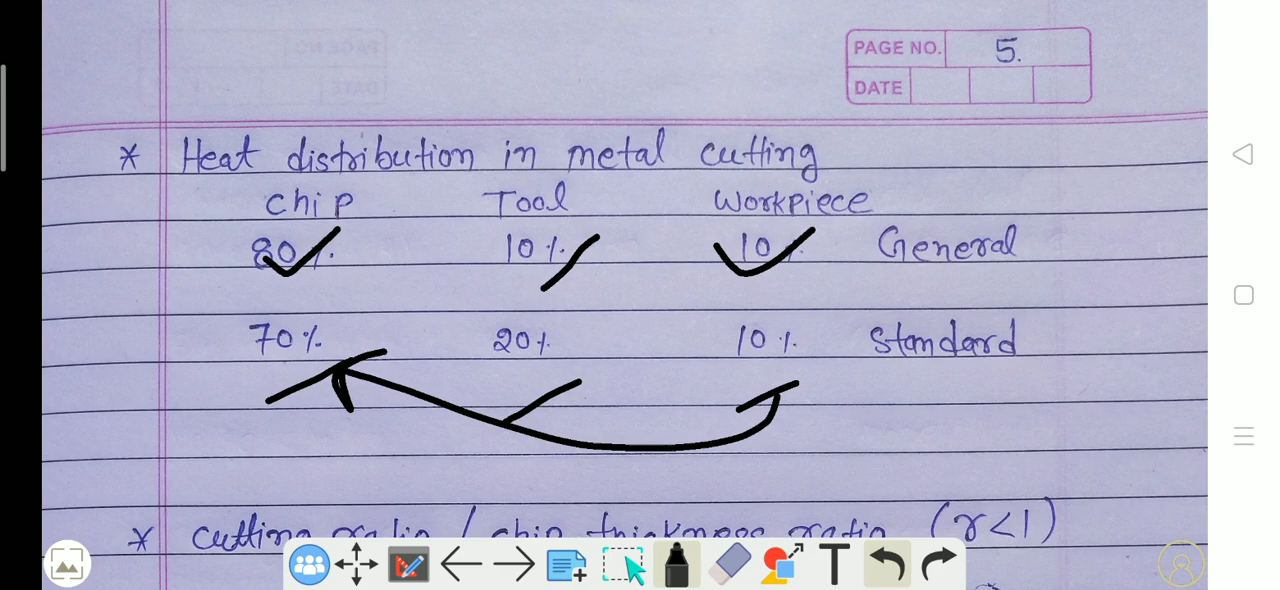 PAGE NO. 5.
DATE
* Heat distribution in metal cutting
Chip Tool Workpiece
80%. 10% 10% General
70%. 20% 10%. Standard
* cutting ratio / chip thickness ratio (r<1)
T